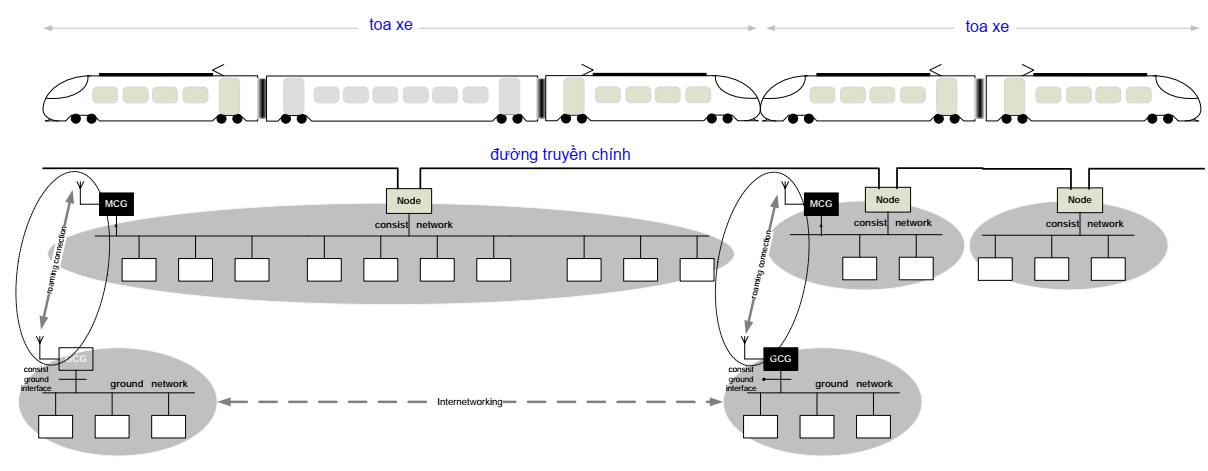 toa xe
toa xe
đường truyền chính
MCG
Node
consist network
roaming connection
MCG
Node
consist network
roaming connection
Node
consist network
GCG
consist
ground
interface
ground network
Internetworking
GCG
consist
ground
interface
ground network